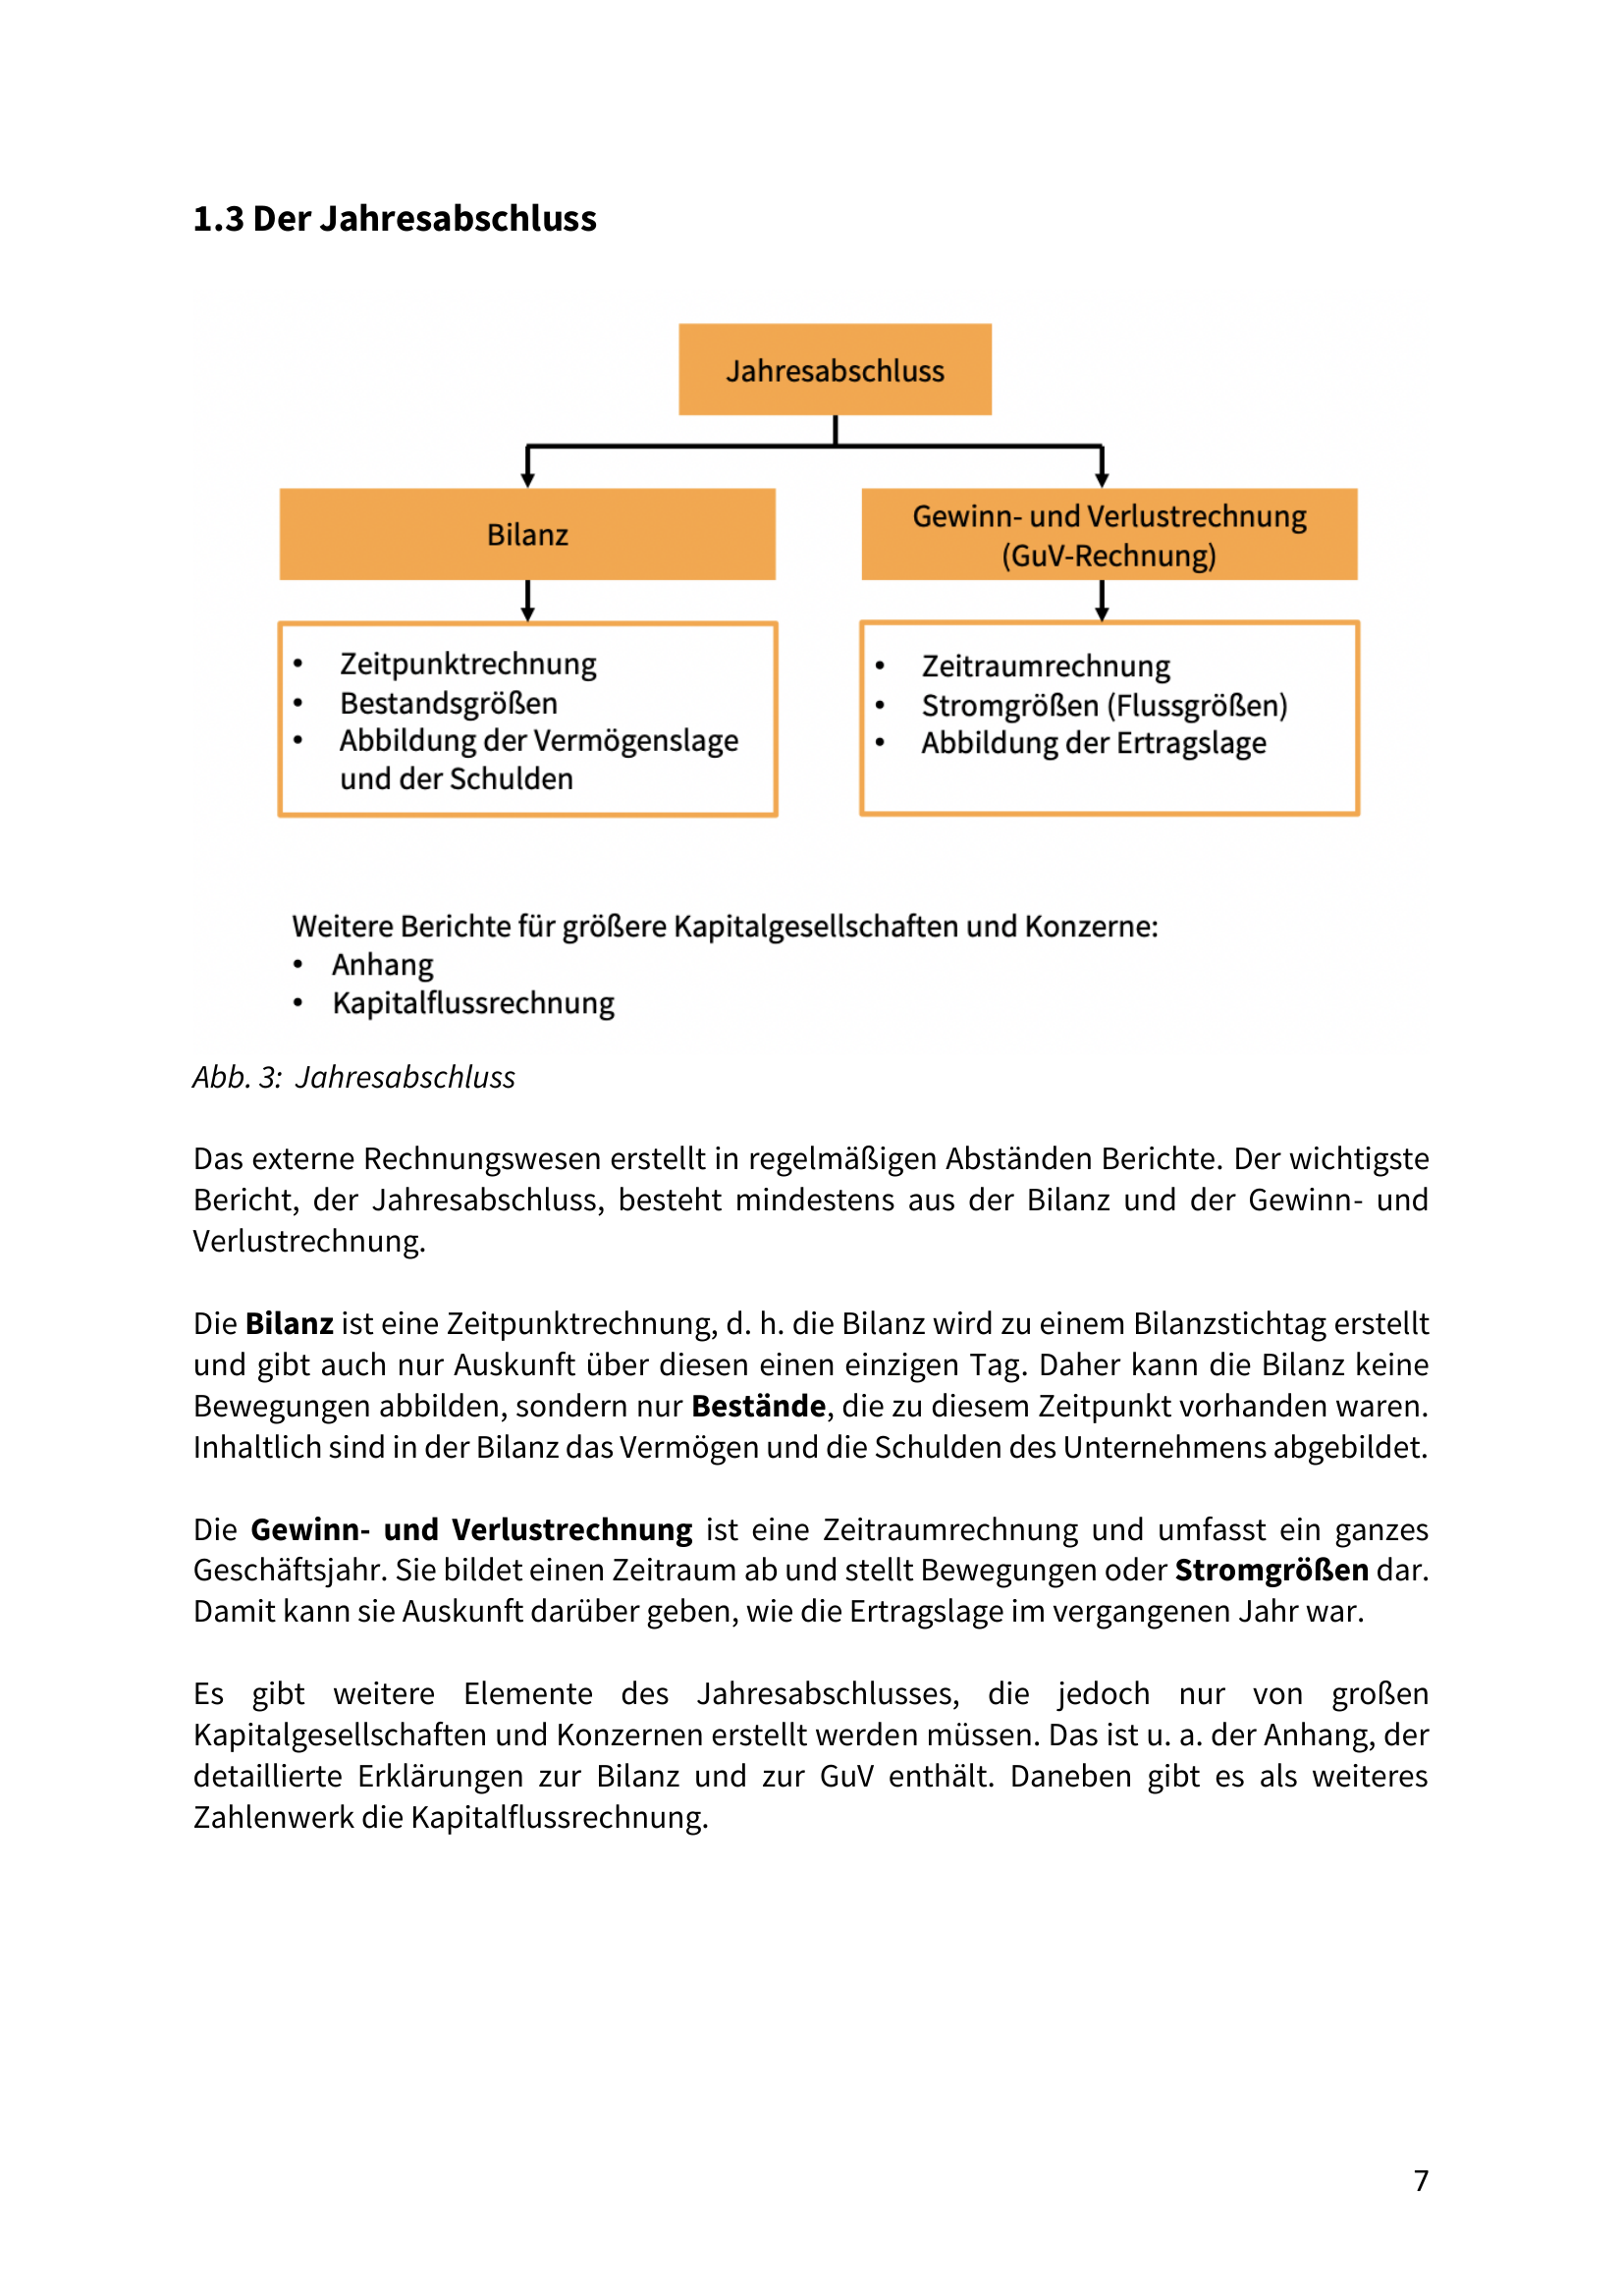 1.3 Der Jahresabschluss
Jahresabschluss
Bilanz
Gewinn- und Verlustrechnung
(GuV-Rechnung)
• Zeitpunktrechnung
• Bestandsgrößen
• Abbildung der Vermögenslage
und der Schulden
• Zeitraumrechnung
• Stromgrößen (Flussgrößen)
• Abbildung der Ertragslage
Weitere Berichte für größere Kapitalgesellschaften und Konzerne:
• Anhang
• Kapitalflussrechnung
Abb. 3: Jahresabschluss
Das externe Rechnungswesen erstellt in regelmäßigen Abständen Berichte. Der wichtigste
Bericht, der Jahresabschluss, besteht mindestens aus der Bilanz und der Gewinn- und
Verlustrechnung.
Die Bilanz ist eine Zeitpunktrechnung, d. h. die Bilanz wird zu einem Bilanzstichtag erstellt
und gibt auch nur Auskunft über diesen einen einzigen Tag. Daher kann die Bilanz keine
Bewegungen abbilden, sondern nur Bestände, die zu diesem Zeitpunkt vorhanden waren.
Inhaltlich sind in der Bilanz das Vermögen und die Schulden des Unternehmens abgebildet.
Die Gewinn- und Verlustrechnung ist eine Zeitraumrechnung und umfasst ein ganzes
Geschäftsjahr. Sie bildet einen Zeitraum ab und stellt Bewegungen oder Stromgrößen dar.
Damit kann sie Auskunft darüber geben, wie die Ertragslage im vergangenen Jahr war.
Es gibt weitere Elemente des Jahresabschlusses, die jedoch nur von großen
Kapitalgesellschaften und Konzernen erstellt werden müssen. Das ist u. a. der Anhang, der
detaillierte Erklärungen zur Bilanz und zur GuV enthält. Daneben gibt es als weiteres
Zahlenwerk die Kapitalflussrechnung.
7